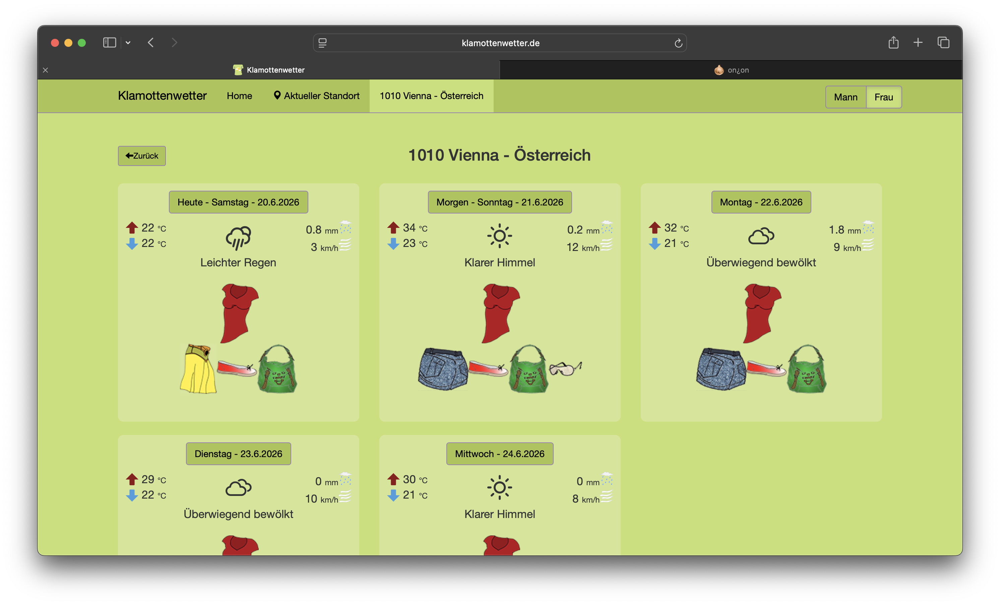 klamottenwetter.de
Klamottenwetter
on¿on
Klamottenwetter Home Aktueller Standort 1010 Vienna - Österreich Mann Frau
Zurück
1010 Vienna - Österreich
Heute - Samstag - 20.6.2026
22 °C
0.8 mm
22 °C
3 km/h
Leichter Regen
Morgen - Sonntag - 21.6.2026
34 °C
0.2 mm
23 °C
12 km/h
Klarer Himmel
Montag - 22.6.2026
32 °C
1.8 mm
21 °C
9 km/h
Überwiegend bewölkt
Dienstag - 23.6.2026
29 °C
0 mm
22 °C
10 km/h
Überwiegend bewölkt
Mittwoch - 24.6.2026
30 °C
0 mm
21 °C
8 km/h
Klarer Himmel